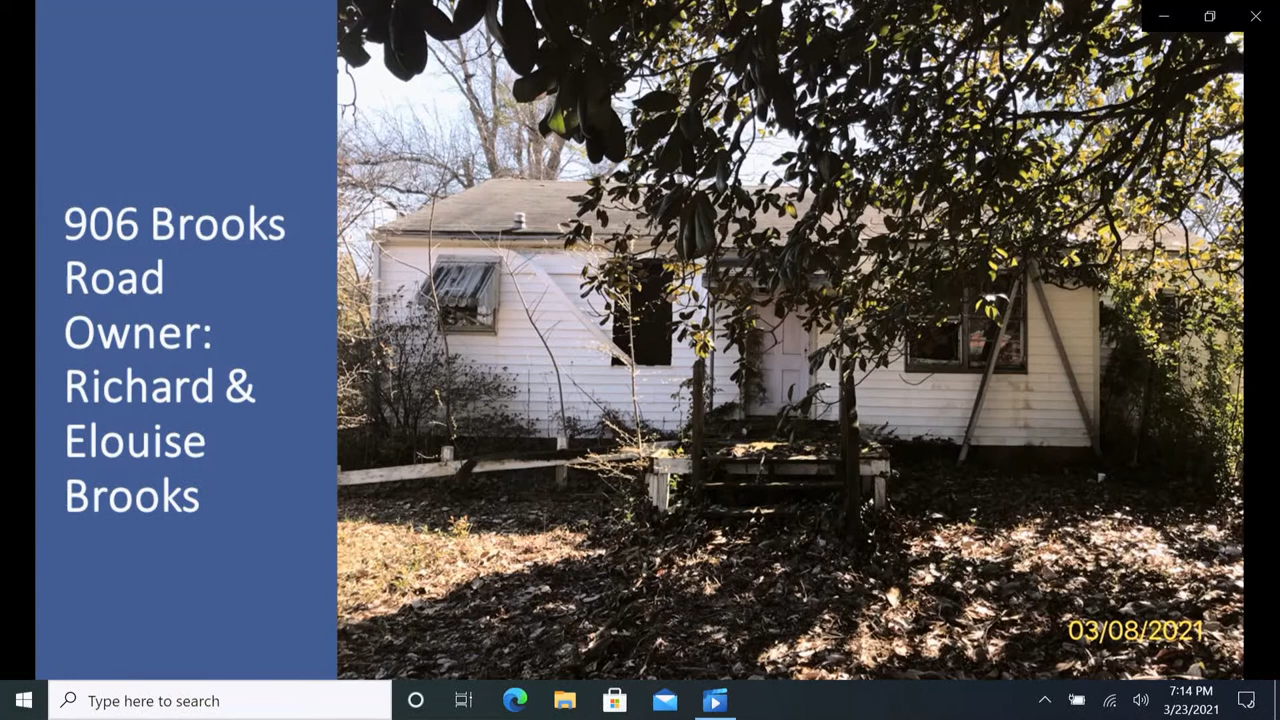 906 Brooks
Road
Owner:
Richard &
Elouise
Brooks
03/08/2021
Type here to search
7:14 PM
3/23/2021